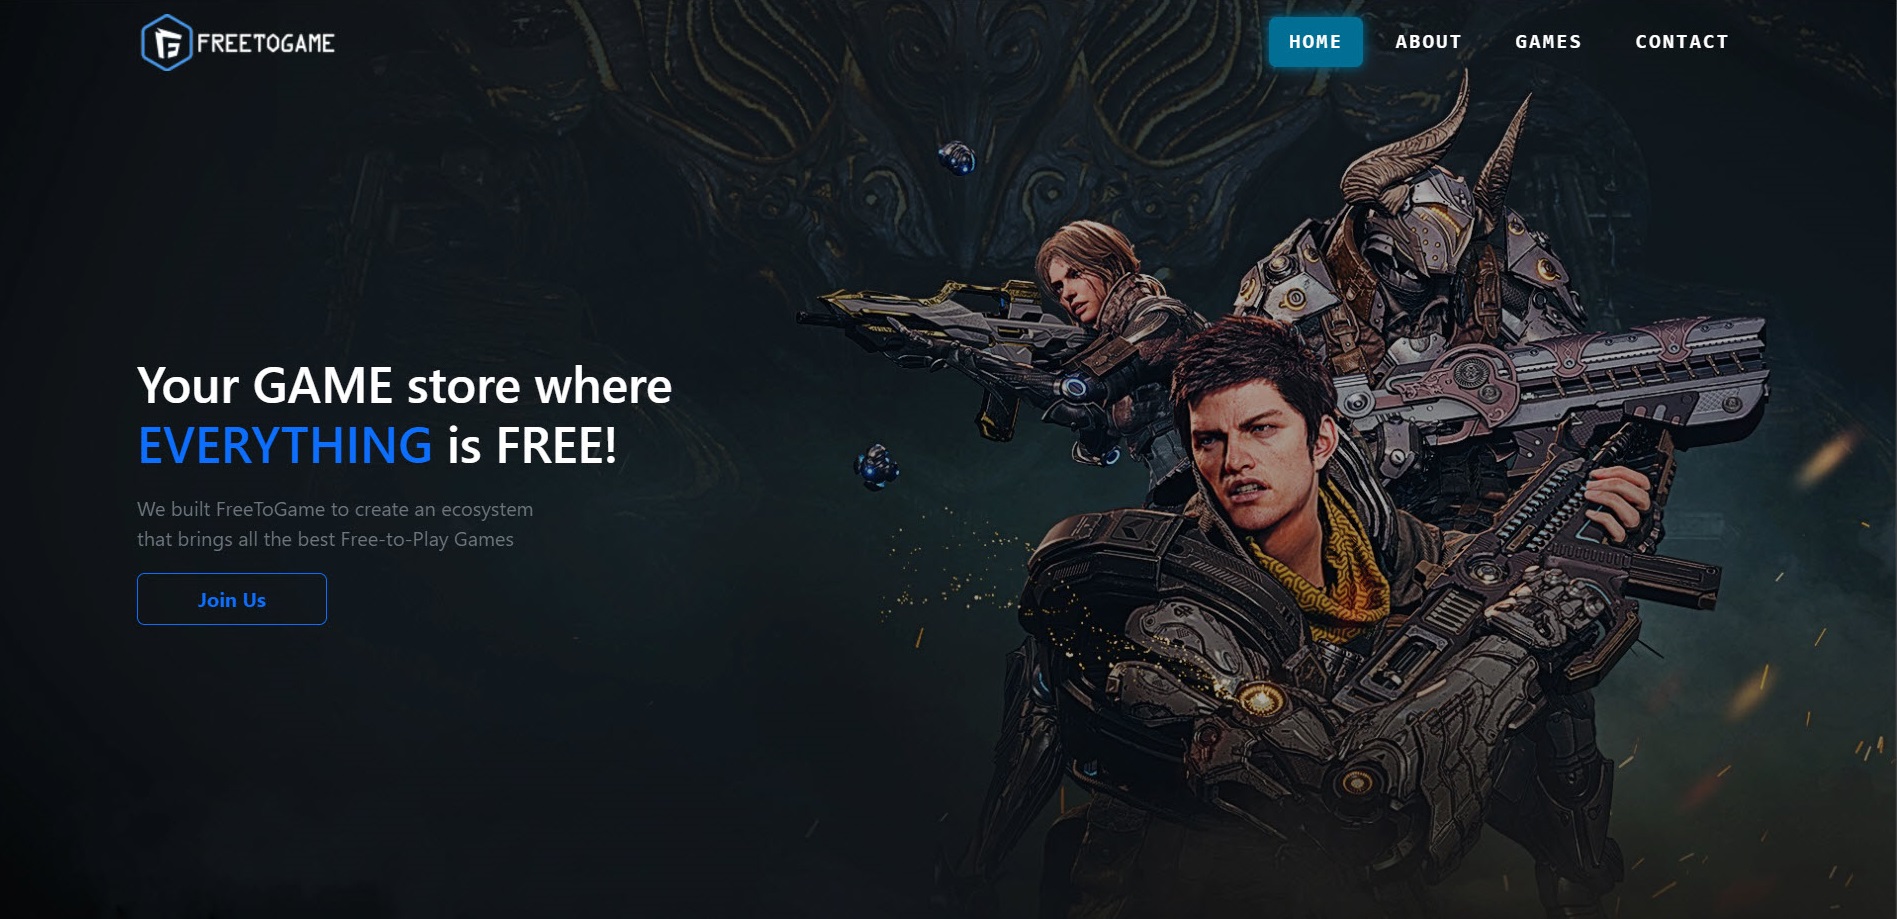 FREETOGAME
HOME ABOUT GAMES CONTACT
Your GAME store where
EVERYTHING is FREE!
We built FreeToGame to create an ecosystem
that brings all the best Free-to-Play Games
Join Us